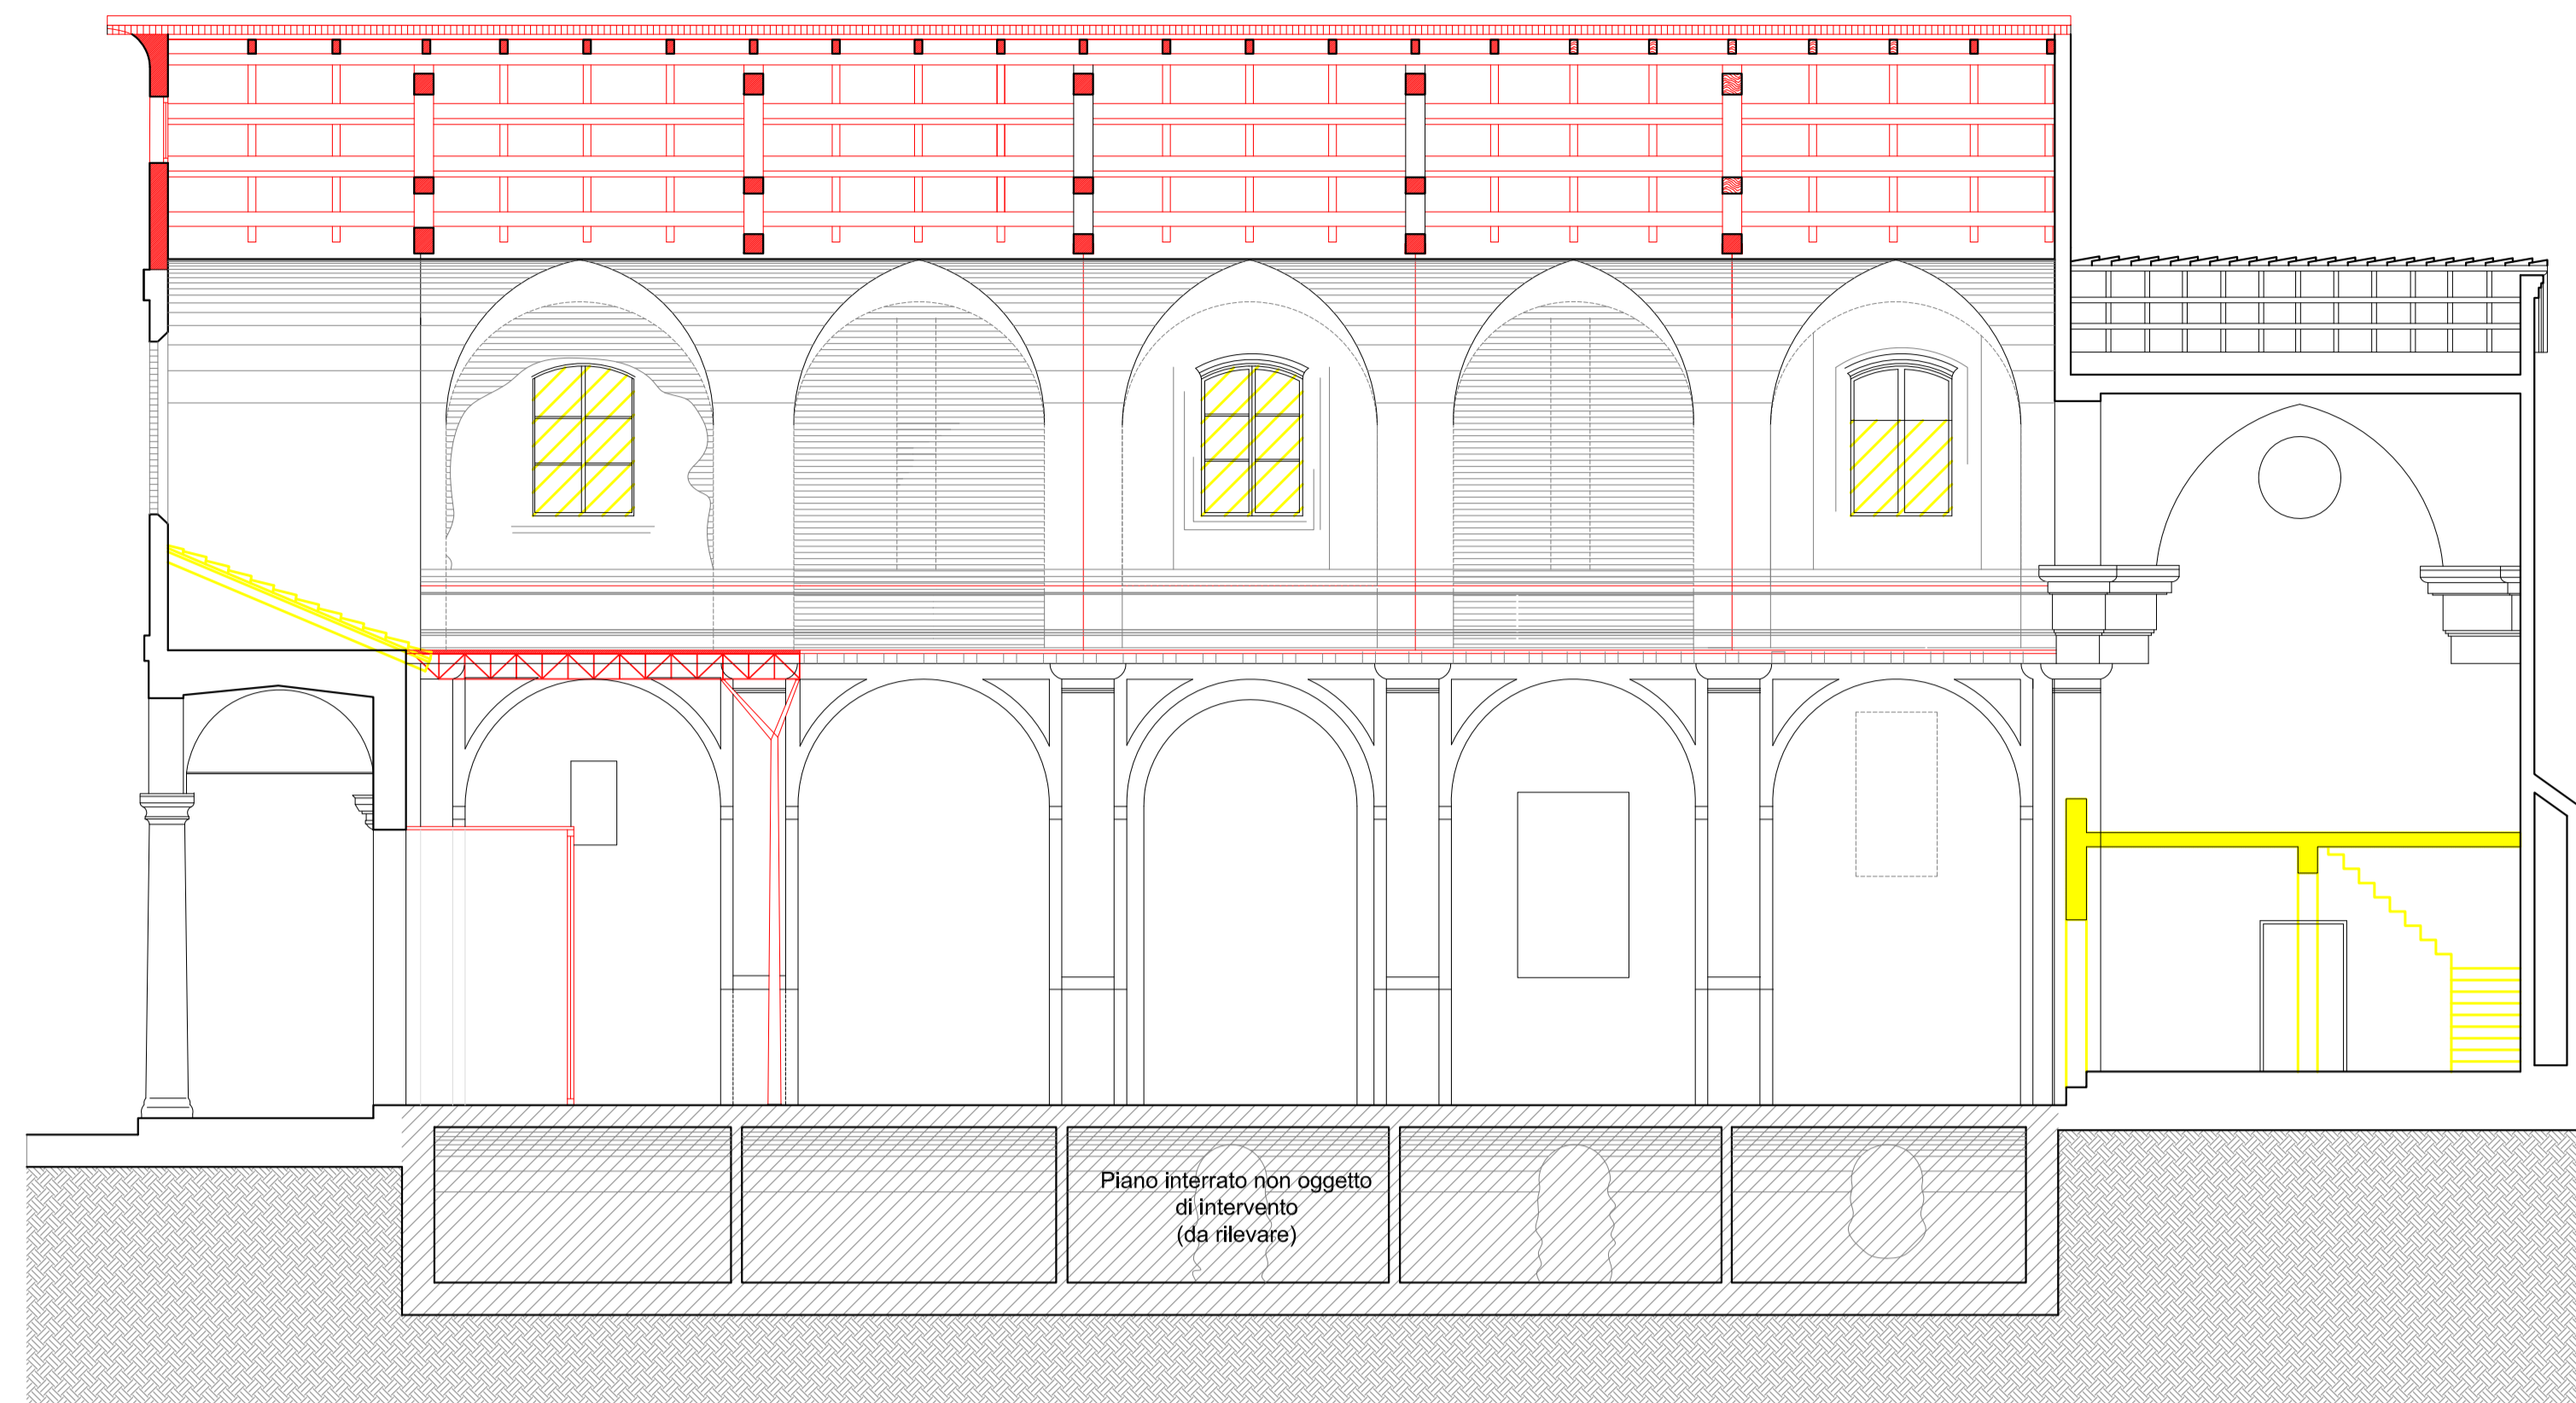 Piano interrato non oggetto
di intervento
(da rilevare)